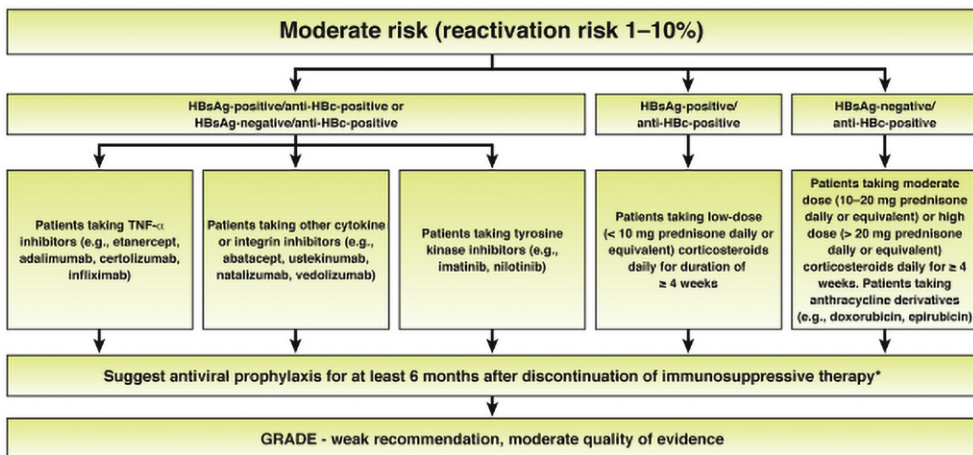 Moderate risk (reactivation risk 1–10%)
HBsAg-positive/anti-HBc-positive or
HBsAg-negative/anti-HBc-positive
HBsAg-positive/
anti-HBc-positive
HBsAg-negative/
anti-HBc-positive
Patients taking TNF-α
inhibitors (e.g., etanercept,
adalimumab, certolizumab,
infliximab)
Patients taking other cytokine
or integrin inhibitors (e.g.,
abatacept, ustekinumab,
natalizumab, vedolizumab)
Patients taking tyrosine
kinase inhibitors (e.g.,
imatinib, nilotinib)
Patients taking low-dose
(< 10 mg prednisone daily or
equivalent) corticosteroids
daily for duration of
≥ 4 weeks
Patients taking moderate
dose (10–20 mg prednisone
daily or equivalent) or high
dose (> 20 mg prednisone
daily or equivalent)
corticosteroids daily for ≥ 4
weeks. Patients taking
anthracycline derivatives
(e.g., doxorubicin, epirubicin)
Suggest antiviral prophylaxis for at least 6 months after discontinuation of immunosuppressive therapy*
GRADE - weak recommendation, moderate quality of evidence